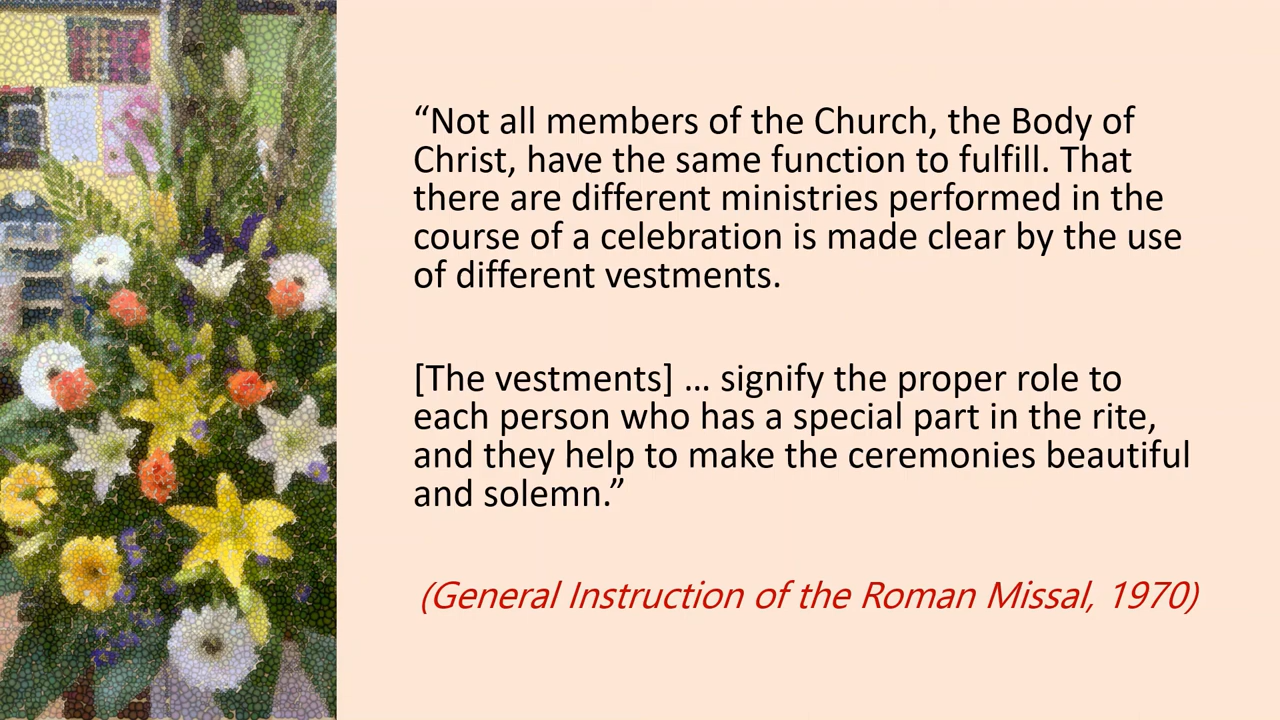 “Not all members of the Church, the Body of
Christ, have the same function to fulfill. That
there are different ministries performed in the
course of a celebration is made clear by the use
of different vestments.
[The vestments] … signify the proper role to
each person who has a special part in the rite,
and they help to make the ceremonies beautiful
and solemn.”
(General Instruction of the Roman Missal, 1970)